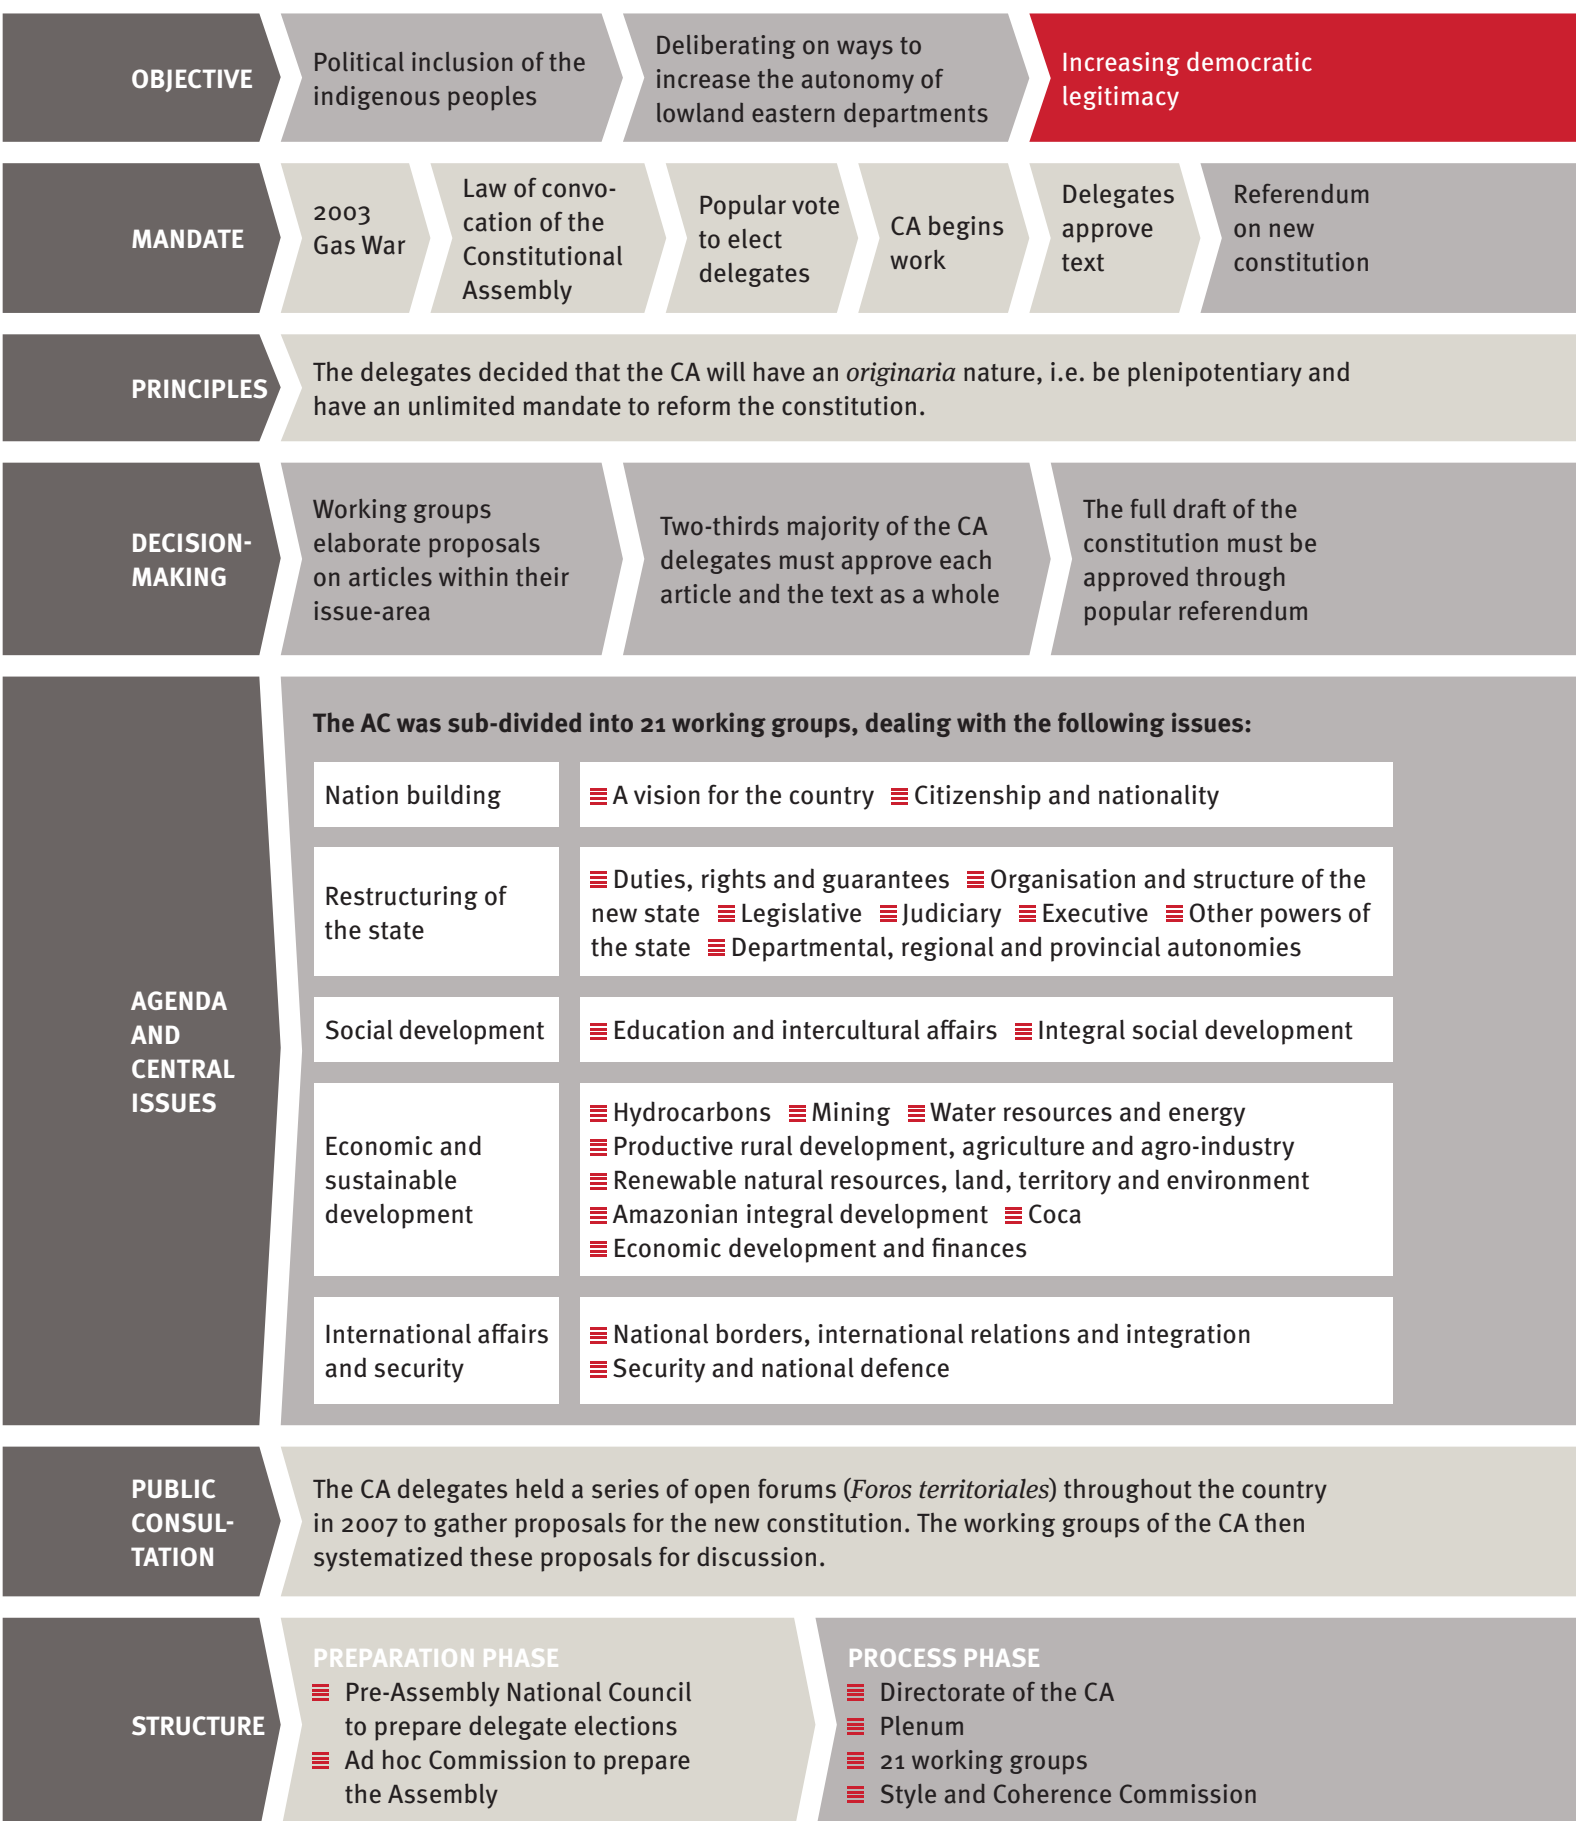 OBJECTIVE
Political inclusion of the
indigenous peoples
Deliberating on ways to
increase the autonomy of
lowland eastern departments
Increasing democratic
legitimacy
MANDATE
2003
Gas War
Law of convo-
cation of the
Constitutional
Assembly
Popular vote
to elect
delegates
CA begins
work
Delegates
approve
text
Referendum
on new
constitution
PRINCIPLES
The delegates decided that the CA will have an originaria nature, i.e. be plenipotentiary and
have an unlimited mandate to reform the constitution.
DECISION-
MAKING
Working groups
elaborate proposals
on articles within their
issue-area
Two-thirds majority of the CA
delegates must approve each
article and the text as a whole
The full draft of the
constitution must be
approved through
popular referendum
AGENDA
AND
CENTRAL
ISSUES
The AC was sub-divided into 21 working groups, dealing with the following issues:
Nation building
A vision for the country Citizenship and nationality
Restructuring of
the state
Duties, rights and guarantees Organisation and structure of the
new state Legislative Judiciary Executive Other powers of
the state Departmental, regional and provincial autonomies
Social development
Education and intercultural affairs Integral social development
Economic and
sustainable
development
Hydrocarbons Mining Water resources and energy
Productive rural development, agriculture and agro-industry
Renewable natural resources, land, territory and environment
Amazonian integral development Coca
Economic development and finances
International affairs
and security
National borders, international relations and integration
Security and national defence
PUBLIC
CONSUL-
TATION
The CA delegates held a series of open forums (Foros territoriales) throughout the country
in 2007 to gather proposals for the new constitution. The working groups of the CA then
systematized these proposals for discussion.
STRUCTURE
PREPARATION PHASE
Pre-Assembly National Council
to prepare delegate elections
Ad hoc Commission to prepare
the Assembly
PROCESS PHASE
Directorate of the CA
Plenum
21 working groups
Style and Coherence Commission